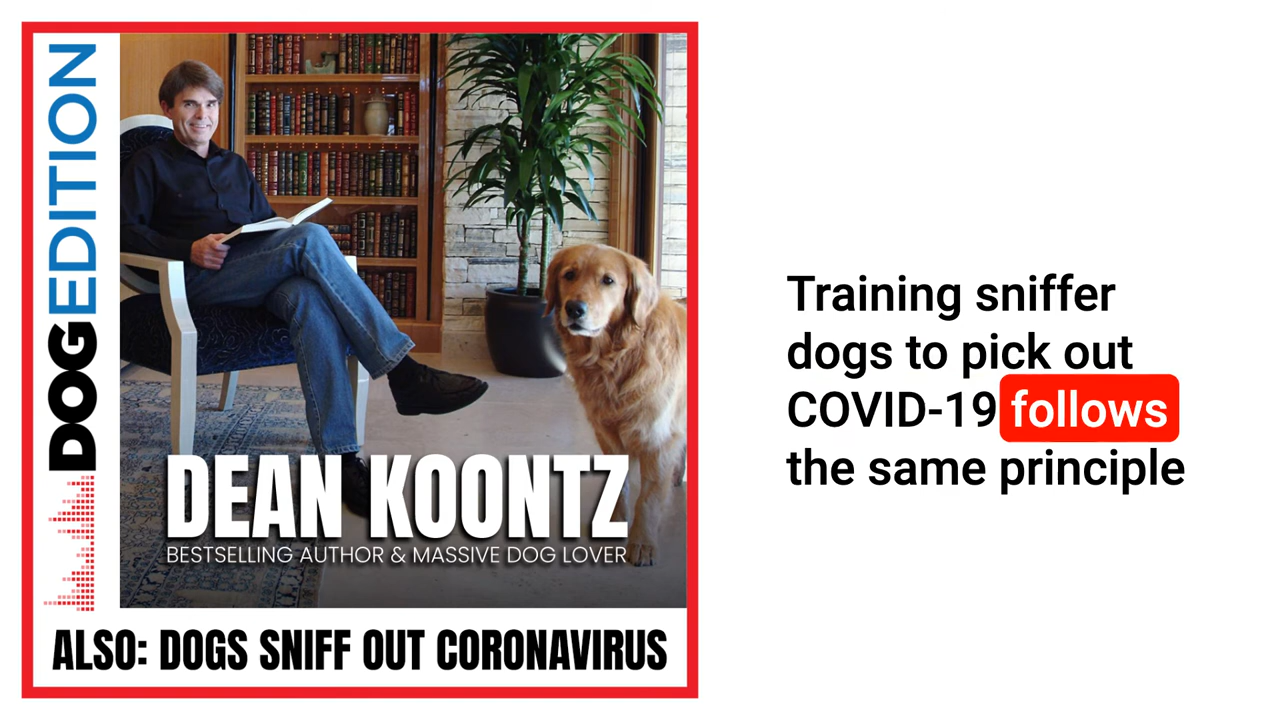 DOGEDITION
DEAN KOONTZ
BESTSELLING AUTHOR & MASSIVE DOG LOVER
ALSO: DOGS SNIFF OUT CORONAVIRUS
Training sniffer
dogs to pick out
COVID-19 follows
the same principle